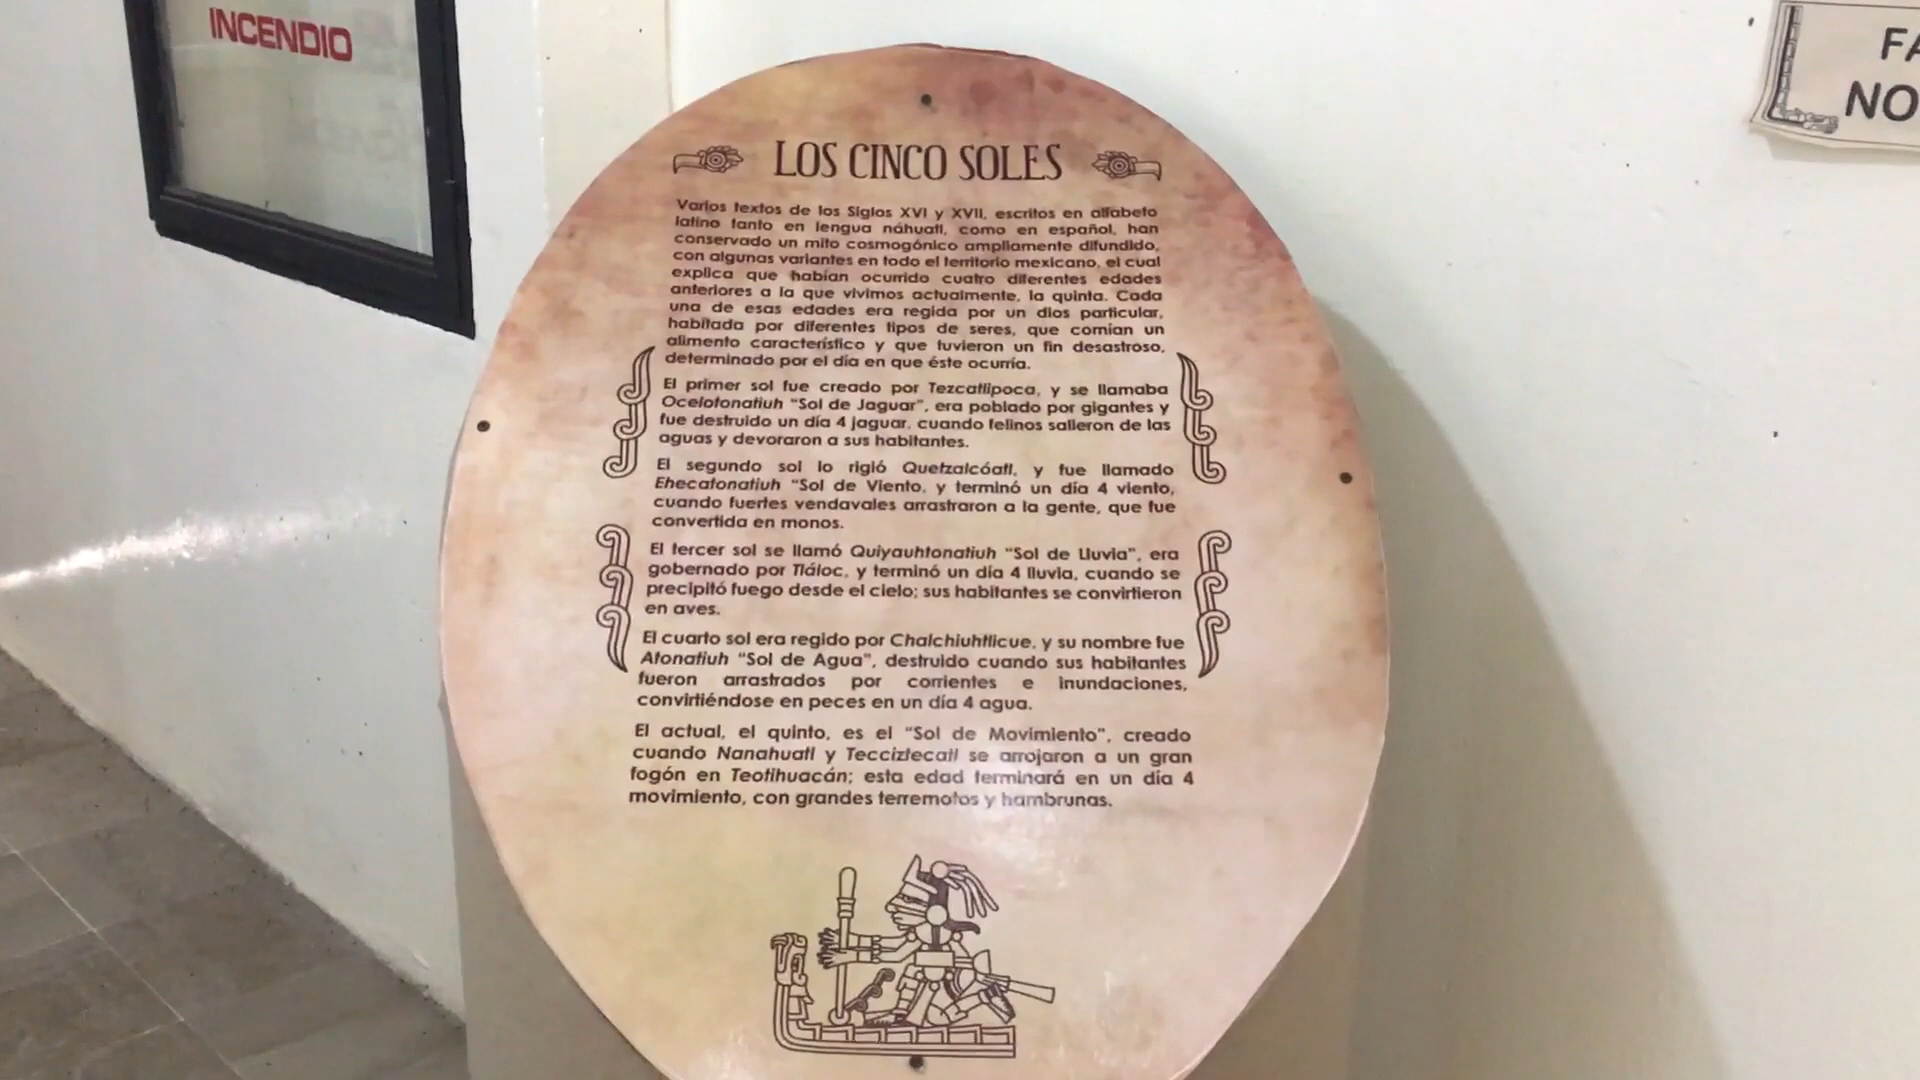 INCENDIO
FA
NO
LOS CINCO SOLES
Varios textos de los Siglos XVI y XVII, escritos en alfabeto
latino tanto en lengua náhuatl, como en español, han
conservado un mito cosmogónico ampliamente difundido,
con algunas variantes en todo el territorio mexicano, el cual
explica que habían ocurrido cuatro diferentes edades
anteriores a la que vivimos actualmente, la quinta. Cada
una de esas edades era regida por un dios particular,
habitada por diferentes tipos de seres, que comían un
alimento característico y que tuvieron un fin desastroso,
determinado por el día en que éste ocurría.
El primer sol fue creado por Tezcatlipoca, y se llamaba
Ocelotonatiuh "Sol de Jaguar", era poblado por gigantes y
fue destruido un día 4 jaguar, cuando felinos salieron de las
aguas y devoraron a sus habitantes.
El segundo sol lo rigió Quetzalcóatl, y fue llamado
Ehecatonatiuh "Sol de Viento, y terminó un día 4 viento,
cuando fuertes vendavales arrastraron a la gente, que fue
convertida en monos.
El tercer sol se llamó Quiyauhtonatiuh "Sol de Lluvia", era
gobernado por Tláloc, y terminó un día 4 lluvia, cuando se
precipitó fuego desde el cielo; sus habitantes se convirtieron
en aves.
El cuarto sol era regido por Chalchiuhtlicue, y su nombre fue
Atonatiuh "Sol de Agua", destruido cuando sus habitantes
fueron arrastrados por corrientes e inundaciones,
convirtiéndose en peces en un día 4 agua.
El actual, el quinto, es el "Sol de Movimiento", creado
cuando Nanahuatl y Tecciztecatl se arrojaron a un gran
fogón en Teotihuacán; esta edad terminará en un día 4
movimiento, con grandes terremotos y hambrunas.